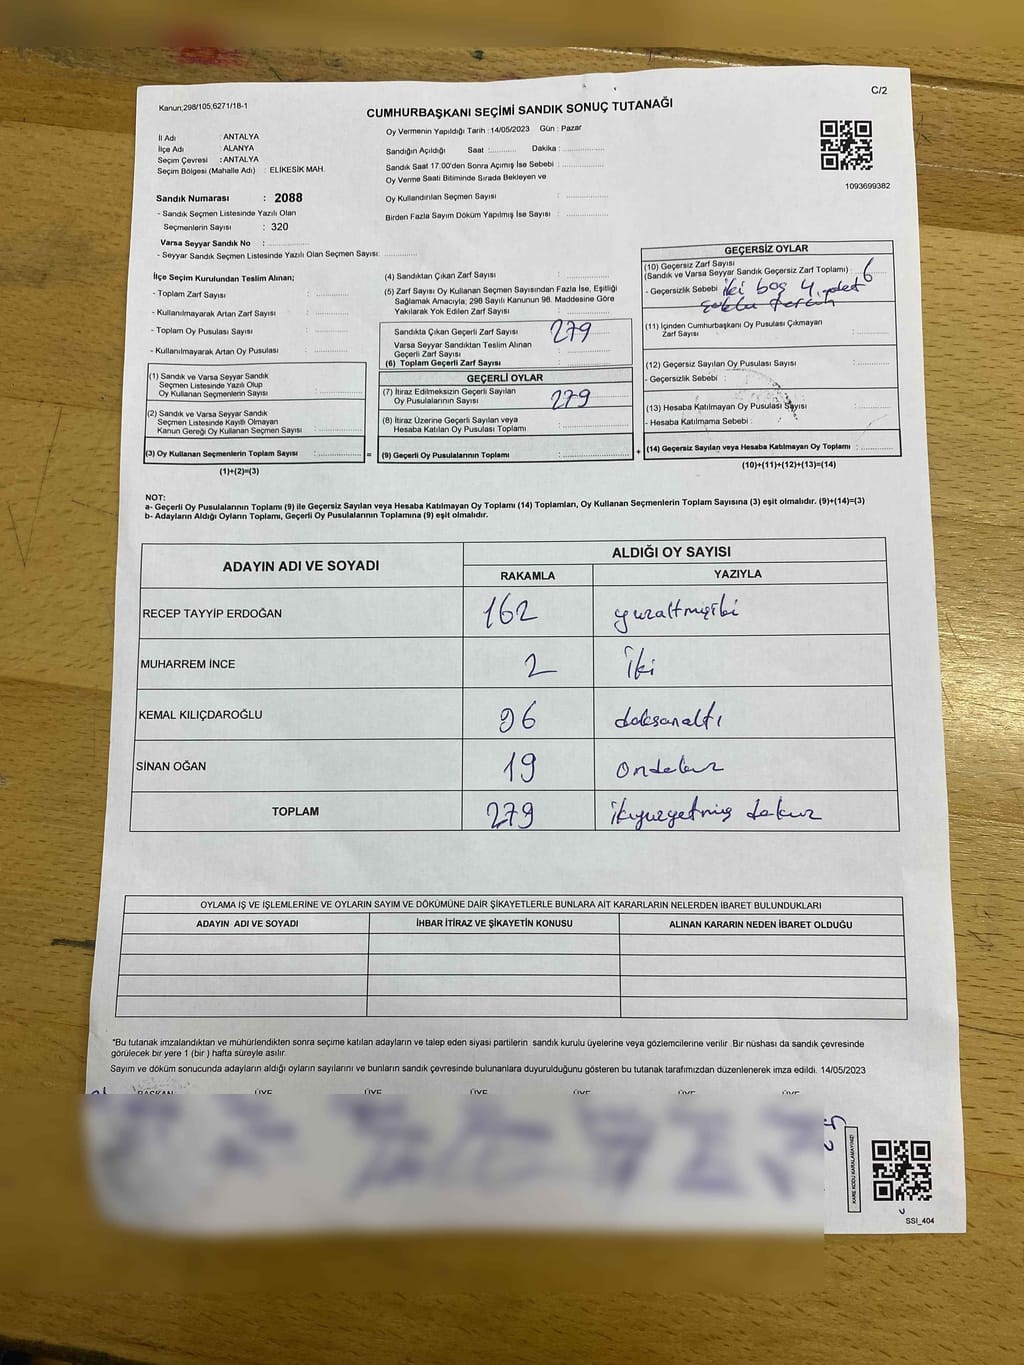 Kanun,298/105,6271/18-1
C/2
CUMHURBAŞKANI SEÇİMİ SANDIK SONUÇ TUTANAĞI
İl Adı : ANTALYA
İlçe Adı : ALANYA
Seçim Çevresi : ANTALYA
Seçim Bölgesi (Mahalle Adı) : ELİKESİK MAH.
Sandık Numarası : 2088
- Sandık Seçmen Listesinde Yazılı Olan
Seçmenlerin Sayısı : 320
Varsa Seyyar Sandık No :
- Seyyar Sandık Seçmen Listesinde Yazılı Olan Seçmen Sayısı:
Oy Vermenin Yapıldığı Tarih :14/05/2023 Gün : Pazar
Sandığın Açıldığı Saat : Dakika :
Sandık Saat 17.00'den Sonra Açımış İse Sebebi :
Oy Verme Saati Bitiminde Sırada Bekleyen ve
Oy Kullandırılan Seçmen Sayısı :
Birden Fazla Sayım Döküm Yapılmış İse Sayısı :
1093699382
İlçe Seçim Kurulundan Teslim Alınan;
- Toplam Zarf Sayısı :
- Kullanılmayarak Artan Zarf Sayısı :
- Toplam Oy Pusulası Sayısı :
- Kullanılmayarak Artan Oy Pusulası :
(1) Sandık ve Varsa Seyyar Sandık
Seçmen Listesinde Yazılı Olup
Oy Kullanan Seçmenlerin Sayısı :
(2) Sandık ve Varsa Seyyar Sandık
Seçmen Listesinde Kayıtlı Olmayan
Kanun Gereği Oy Kullanan Seçmen Sayısı :
(3) Oy Kullanan Seçmenlerin Toplam Sayısı :
(1)+(2)=(3)
=
(4) Sandıktan Çıkan Zarf Sayısı :
(5) Zarf Sayısı Oy Kullanan Seçmen Sayısından Fazla İse, Eşitliği
Sağlamak Amacıyla, 298 Sayılı Kanunun 98. Maddesine Göre
Yakılarak Yok Edilen Zarf Sayısı :
Sandıkta Çıkan Geçerli Zarf Sayısı 279
Varsa Seyyar Sandıktan Teslim Alınan
Geçerli Zarf Sayısı :
(6) Toplam Geçerli Zarf Sayısı :
GEÇERLİ OYLAR
(7) İtiraz Edilmeksizin Geçerli Sayılan
Oy Pusulalarının Sayısı : 279
(8) İtiraz Üzerine Geçerli Sayılan veya
Hesaba Katılan Oy Pusulası Toplamı :
(9) Geçerli Oy Pusulalarının Toplamı :
+
GEÇERSİZ OYLAR
(10) Geçersiz Zarf Sayısı
(Sandık ve Varsa Seyyar Sandık Geçersiz Zarf Toplamı) : 6
- Geçersizlik Sebebi : iki boş 4. adet
(11) İçinden Cumhurbaşkanı Oy Pusulası Çıkmayan
Zarf Sayısı :
(12) Geçersiz Sayılan Oy Pusulası Sayısı :
- Geçersizlik Sebebi :
(13) Hesaba Katılmayan Oy Pusulası Sayısı :
- Hesaba Katılmama Sebebi :
(14) Geçersiz Sayılan veya Hesaba Katılmayan Oy Toplamı :
(10)+(11)+(12)+(13)=(14)
NOT:
a- Geçerli Oy Pusulalarının Toplamı (9) ile Geçersiz Sayılan veya Hesaba Katılmayan Oy Toplamı (14) Toplamları, Oy Kullanan Seçmenlerin Toplam Sayısına (3) eşit olmalıdır. (9)+(14)=(3)
b- Adayların Aldığı Oyların Toplamı, Geçerli Oy Pusulalarının Toplamına (9) eşit olmalıdır.
ADAYIN ADI VE SOYADI
ALDIĞI OY SAYISI
RAKAMLA YAZIYLA
RECEP TAYYİP ERDOĞAN 162 yüzaltmışiki
MUHARREM İNCE 2 iki
KEMAL KILIÇDAROĞLU 96 doksanaltı
SİNAN OĞAN 19 Ondokuz
TOPLAM 279 ikiyüzyetmiş dokuz
OYLAMA İŞ VE İŞLEMLERİNE VE OYLARIN SAYIM VE DÖKÜMÜNE DAİR ŞİKAYETLERLE BUNLARA AİT KARARLARIN NELERDEN İBARET BULUNDUKLARI
ADAYIN ADI VE SOYADI İHBAR İTİRAZ VE ŞİKAYETİN KONUSU ALINAN KARARIN NEDEN İBARET OLDUĞU
*Bu tutanak imzalandıktan ve mühürlendikten sonra seçime katılan adayların ve talep eden siyasi partilerin sandık kurulu üyelerine veya gözlemcilerine verilir .Bir nüshası da sandık çevresinde
görülecek bir yere 1 (bir ) hafta süreyle asılır.
Sayım ve döküm sonucunda adayların aldığı oyların sayılarını ve bunların sandık çevresinde bulunanlara duyurulduğunu gösteren bu tutanak tarafımızdan düzenlenerek imza edildi. 14/05/2023
BAŞKAN ÜYE ÜYE ÜYE ÜYE ÜYE ÜYE
KARE KODU KARALAMAYINIZ!
SSI_404